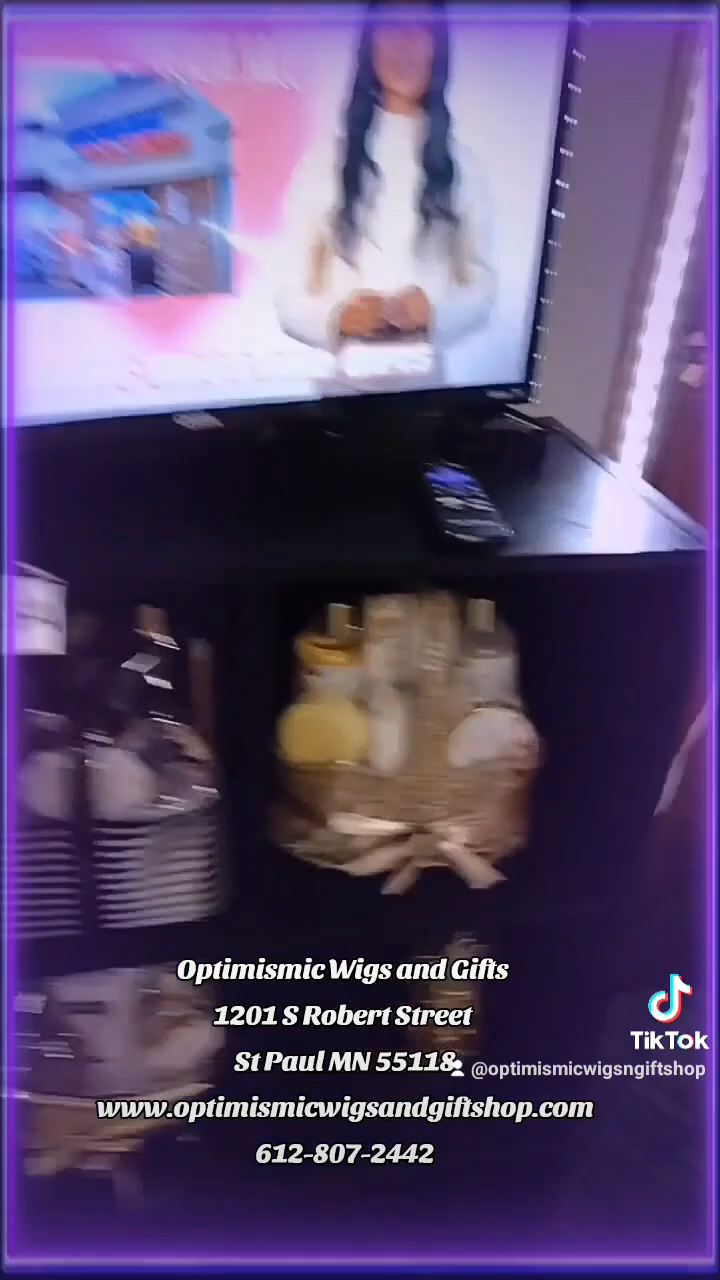 Optimismic Wigs and Gifts
1201 S Robert Street
St Paul MN 55118
www.optimismicwigsandgiftshop.com
612-807-2442
TikTok
@optimismicwigsngiftshop